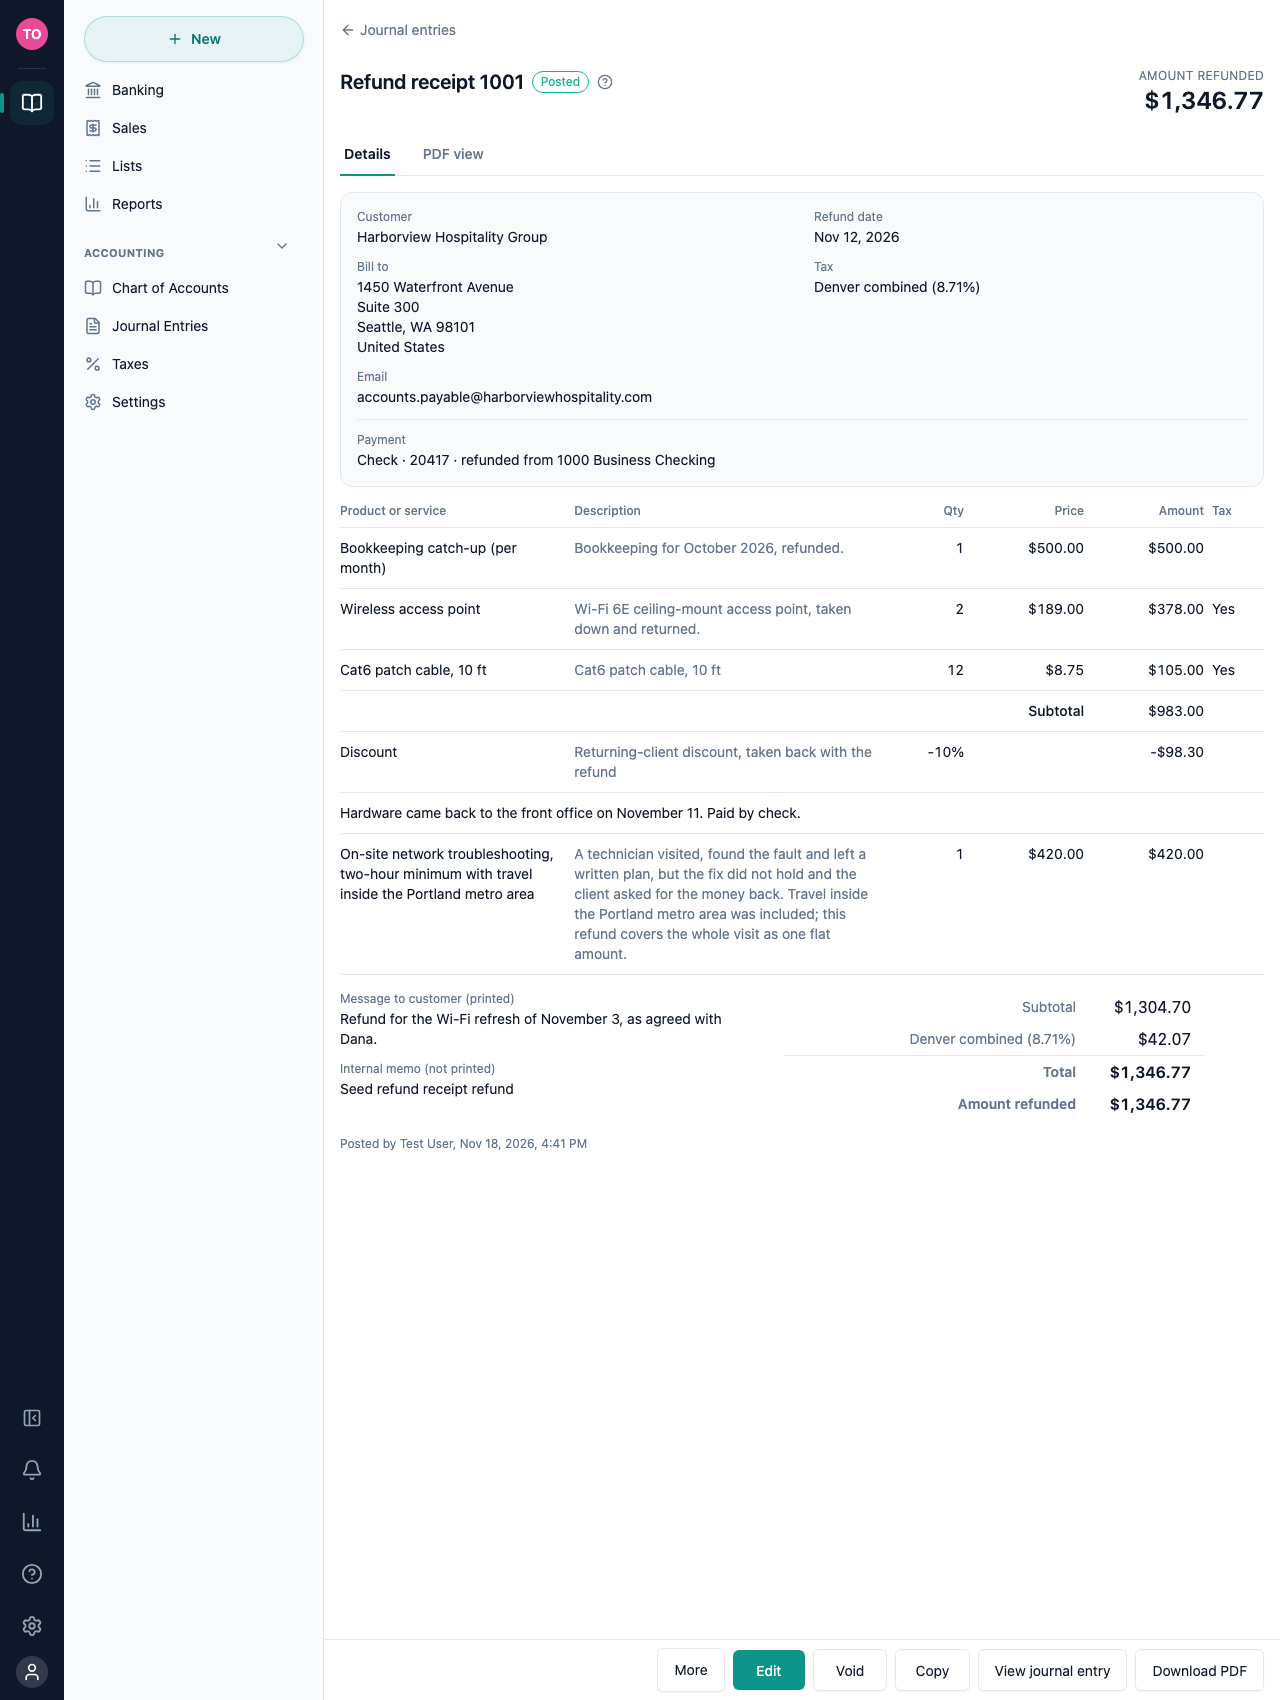 TO
New
Banking
Sales
Lists
Reports
ACCOUNTING
Chart of Accounts
Journal Entries
Taxes
Settings
Journal entries
Refund receipt 1001
Posted
AMOUNT REFUNDED
$1,346.77
Details
PDF view
Customer
Harborview Hospitality Group
Refund date
Nov 12, 2026
Bill to
1450 Waterfront Avenue
Suite 300
Seattle, WA 98101
United States
Tax
Denver combined (8.71%)
Email
accounts.payable@harborviewhospitality.com
Payment
Check · 20417 · refunded from 1000 Business Checking
Product or service Description Qty Price Amount Tax
Bookkeeping catch-up (per Bookkeeping for October 2026, refunded. 1 $500.00 $500.00
month)
Wireless access point Wi-Fi 6E ceiling-mount access point, taken 2 $189.00 $378.00 Yes
down and returned.
Cat6 patch cable, 10 ft Cat6 patch cable, 10 ft 12 $8.75 $105.00 Yes
Subtotal $983.00
Discount Returning-client discount, taken back with the -10% -$98.30
refund
Hardware came back to the front office on November 11. Paid by check.
On-site network troubleshooting, A technician visited, found the fault and left a 1 $420.00 $420.00
two-hour minimum with travel written plan, but the fix did not hold and the
inside the Portland metro area client asked for the money back. Travel inside
the Portland metro area was included; this
refund covers the whole visit as one flat
amount.
Message to customer (printed)
Refund for the Wi-Fi refresh of November 3, as agreed with
Dana.
Internal memo (not printed)
Seed refund receipt refund
Subtotal $1,304.70
Denver combined (8.71%) $42.07
Total $1,346.77
Amount refunded $1,346.77
Posted by Test User, Nov 18, 2026, 4:41 PM
More
Edit
Void
Copy
View journal entry
Download PDF